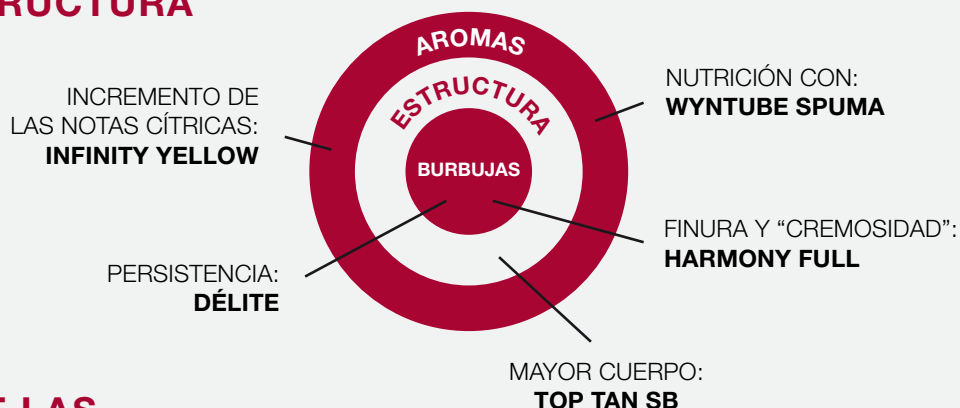 RUCTURA
AROMAS
ESTRUCTURA
BURBUJAS
INCREMENTO DE
LAS NOTAS CÍTRICAS:
INFINITY YELLOW
NUTRICIÓN CON:
WYNTUBE SPUMA
FINURA Y “CREMOSIDAD”:
HARMONY FULL
PERSISTENCIA:
DÉLITE
MAYOR CUERPO:
TOP TAN SB
LAS